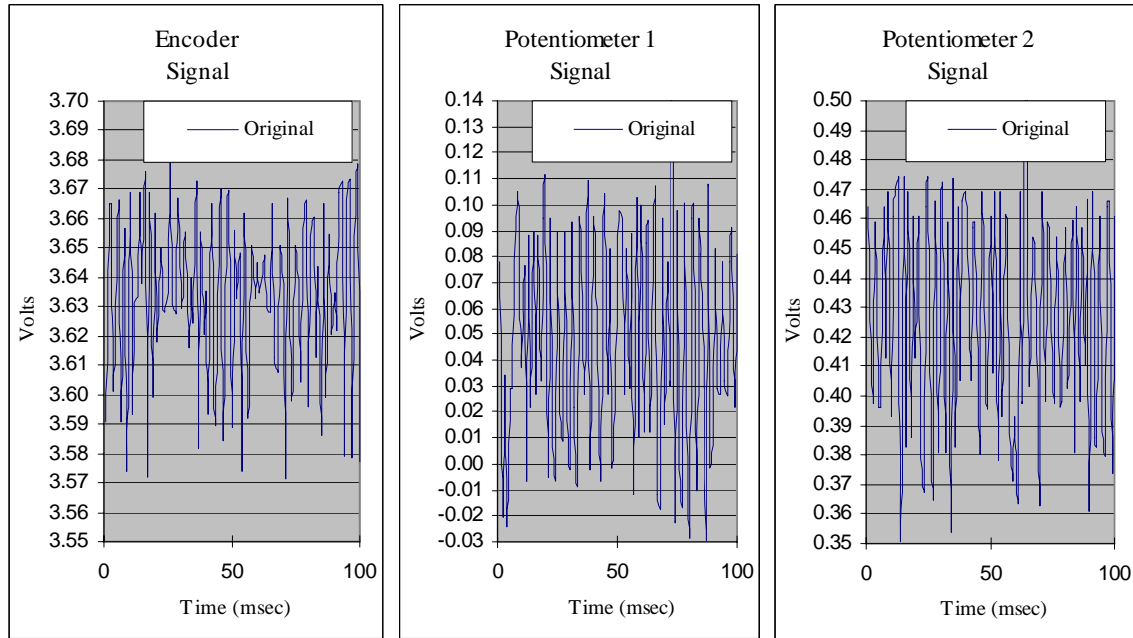 Encoder
Signal
3.70
3.69
3.68
3.67
3.66
3.65
3.64
3.63
3.62
3.61
3.60
3.59
3.58
3.57
3.56
3.55
Volts
Original
0 50 100
Time (msec)
Potentiometer 1
Signal
0.14
0.13
0.12
0.11
0.10
0.09
0.08
0.07
0.06
0.05
0.04
0.03
0.02
0.01
0.00
-0.01
-0.02
-0.03
Volts
Original
0 50 100
Time (msec)
Potentiometer 2
Signal
0.50
0.49
0.48
0.47
0.46
0.45
0.44
0.43
0.42
0.41
0.40
0.39
0.38
0.37
0.36
0.35
Volts
Original
0 50 100
Time (msec)